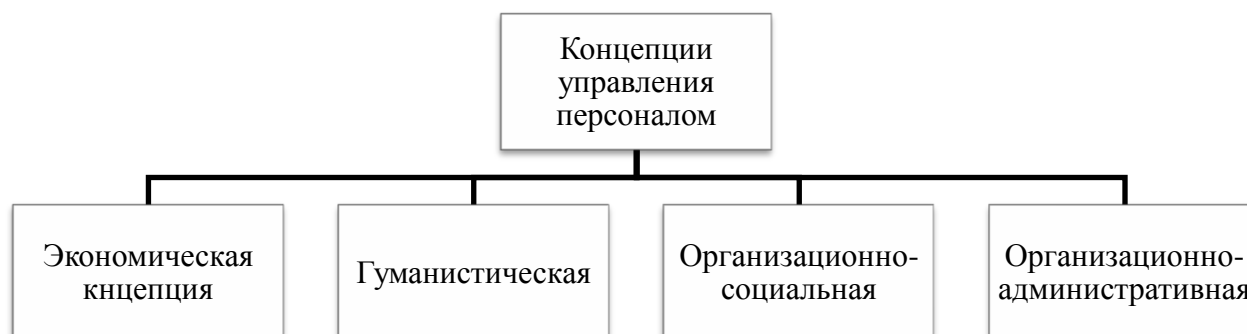 Концепции
управления
персоналом
Экономическая
кнцепция
Гуманистическая
Организационно-
социальная
Организационно-
административная